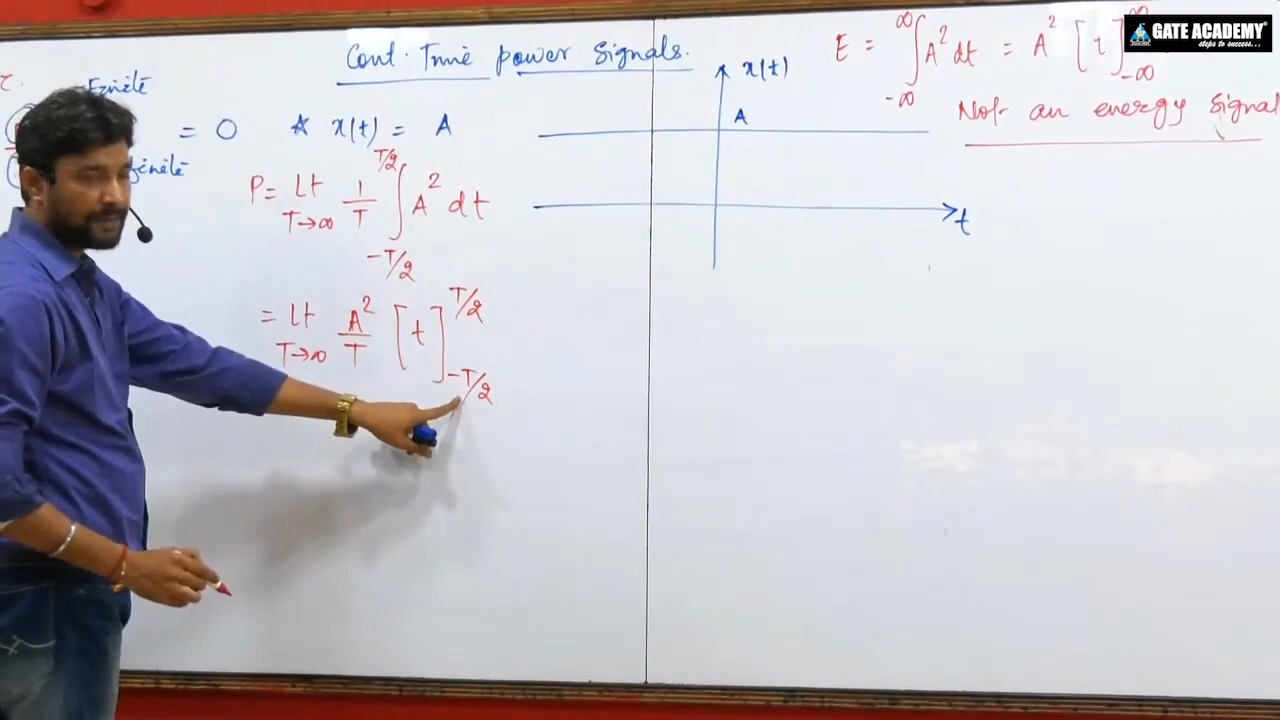 GATE ACADEMY
steps to success...
Cont. Time power Signals.
Finite
= 0
* x(t) = A
P = Lt T→∞ 1/T ∫ -T/2 T/2 A² dt
= Lt T→∞ A²/T [t] -T/2 T/2
x(t)
A
t
E = ∫ -∞ ∞ A² dt = A² [t] -∞ ∞
Not an energy Signal